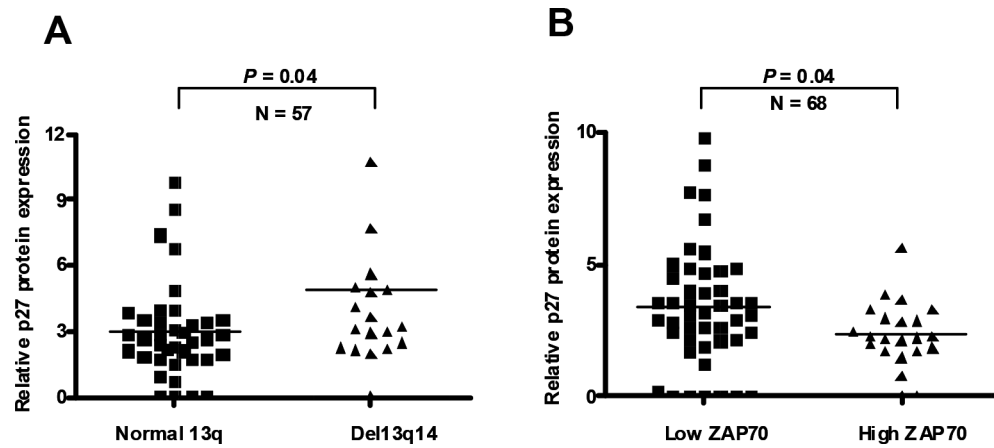 A
P = 0.04
N = 57
Relative p27 protein expression
12
9
6
3
0
Normal 13q
Del13q14
B
P = 0.04
N = 68
Relative p27 protein expression
10
5
0
Low ZAP70
High ZAP70